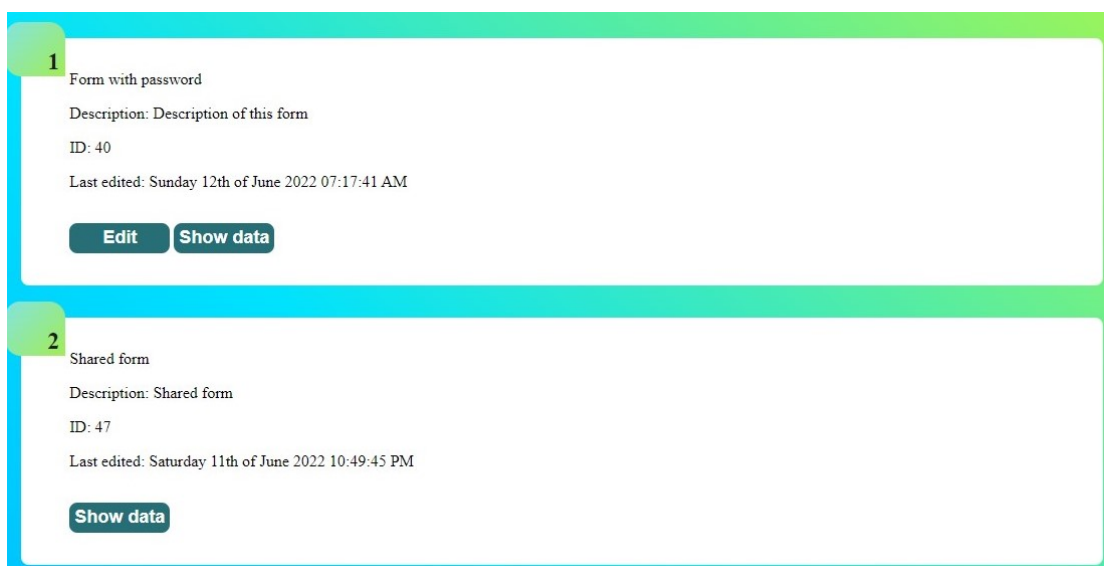 1
Form with password
Description: Description of this form
ID: 40
Last edited: Sunday 12th of June 2022 07:17:41 AM
Edit Show data
2
Shared form
Description: Shared form
ID: 47
Last edited: Saturday 11th of June 2022 10:49:45 PM
Show data